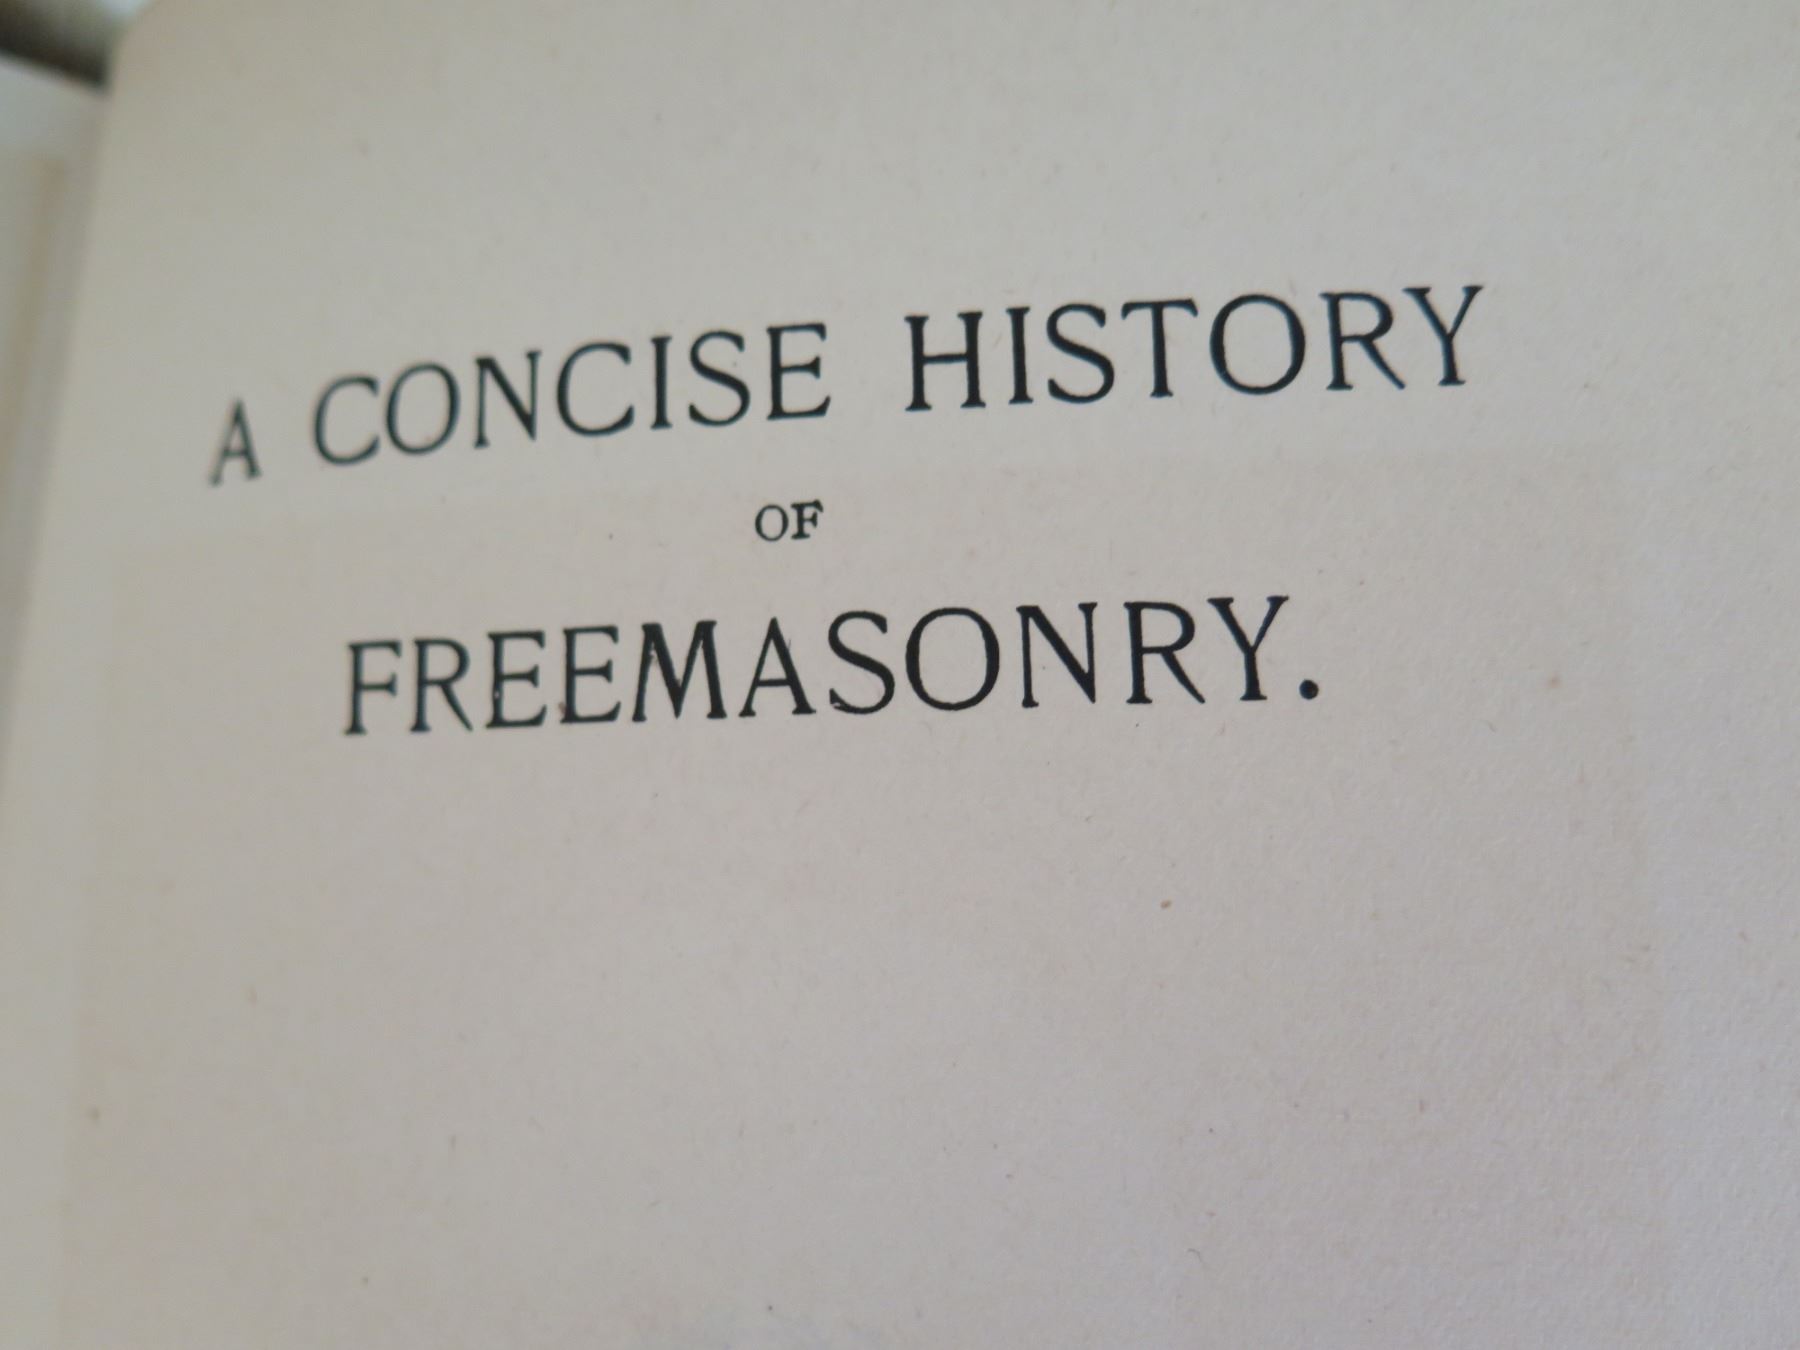 A CONCISE HISTORY
OF
FREEMASONRY.